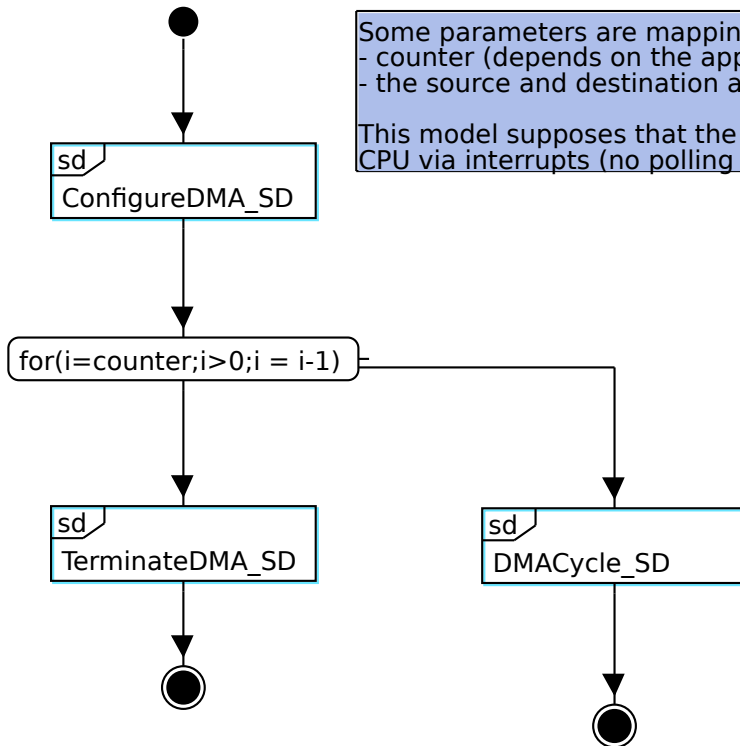 Some parameters are mappin
- counter (depends on the app
- the source and destination a
This model supposes that the
CPU via interrupts (no polling
sd
ConfigureDMA_SD
for(i=counter;i>0;i = i-1)
sd
TerminateDMA_SD
sd
DMACycle_SD